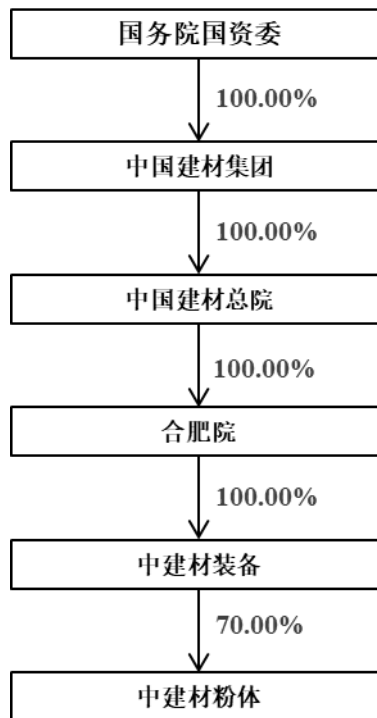 国务院国资委
100.00%
中国建材集团
100.00%
中国建材总院
100.00%
合肥院
100.00%
中建材装备
70.00%
中建材粉体